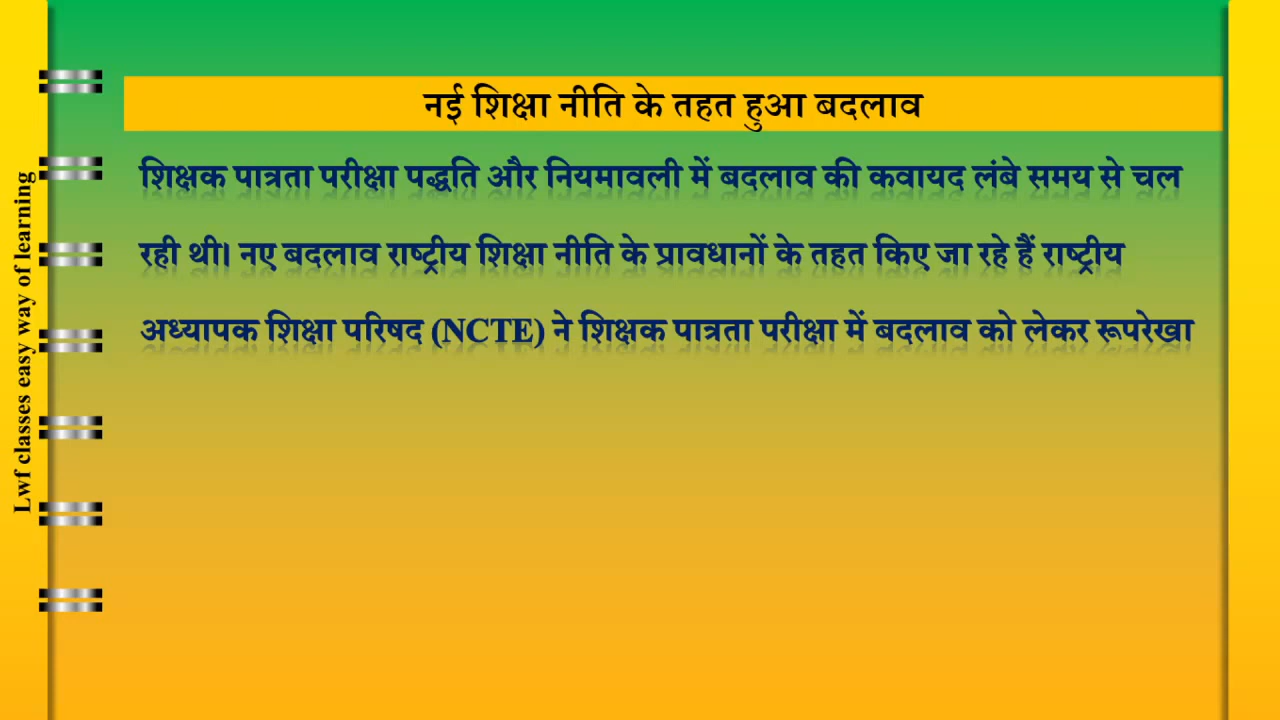 नई शिक्षा नीति के तहत हुआ बदलाव
शिक्षक पात्रता परीक्षा पद्धति और नियमावली में बदलाव की कवायद लंबे समय से चल
रही थी। नए बदलाव राष्ट्रीय शिक्षा नीति के प्रावधानों के तहत किए जा रहे हैं राष्ट्रीय
अध्यापक शिक्षा परिषद (NCTE) ने शिक्षक पात्रता परीक्षा में बदलाव को लेकर रूपरेखा
Lwf classes easy way of learning